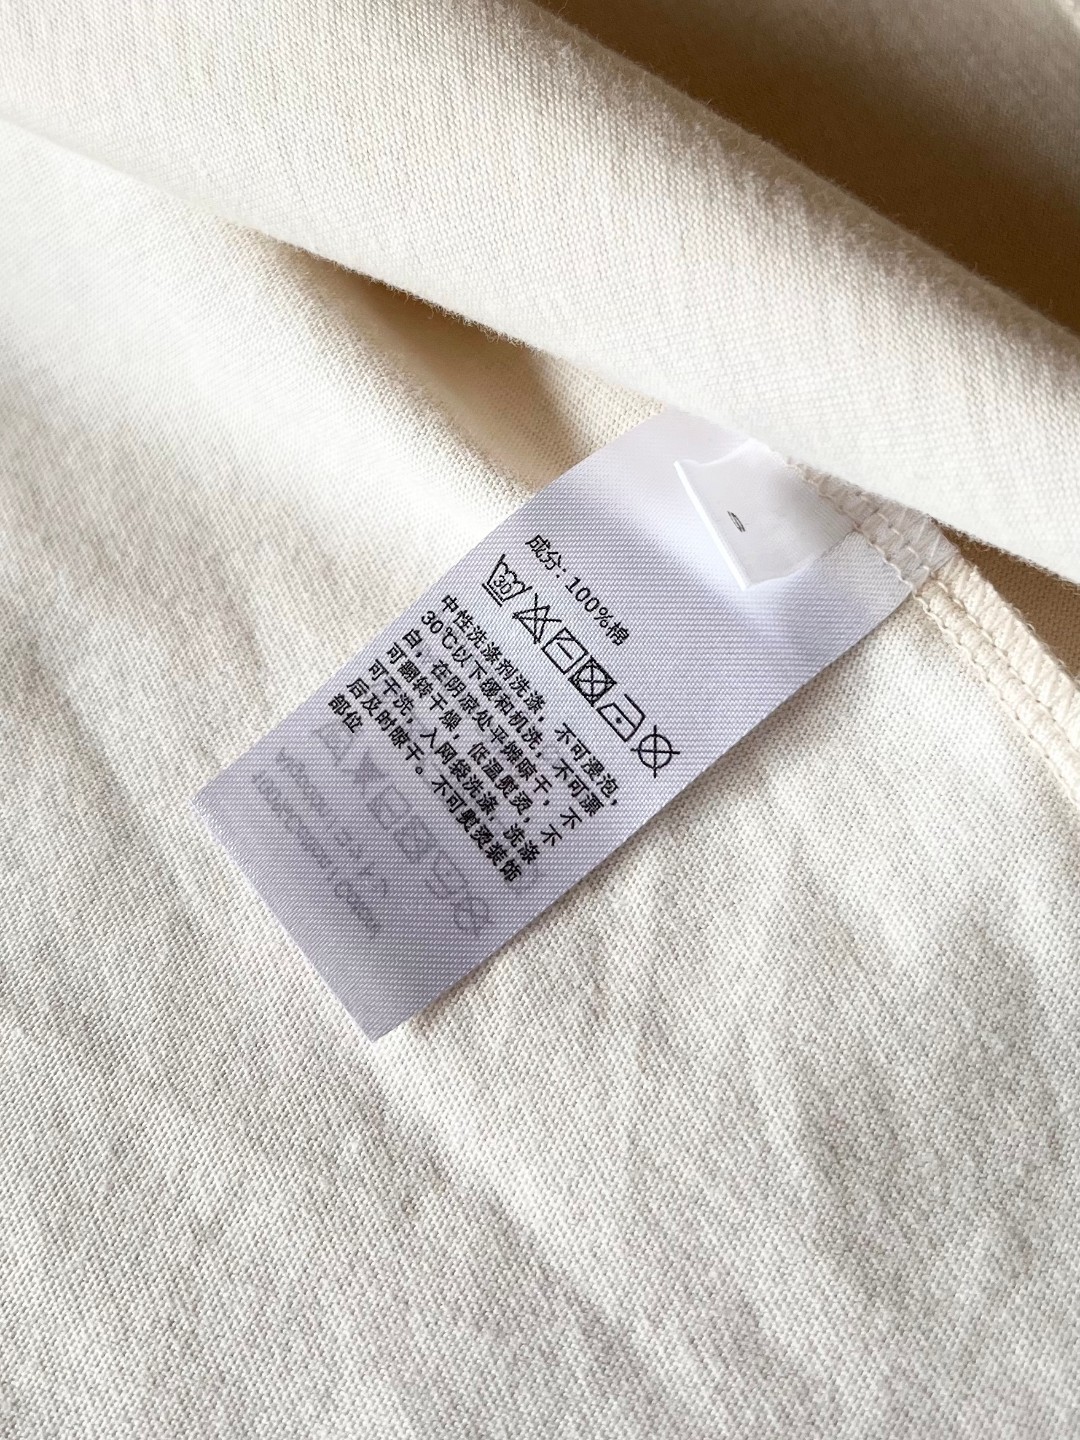 成分：100%棉
30
中性洗涤剂洗涤，不可浸泡，
30℃以下缓和机洗，不可漂
白，在阴凉处平摊晾干，不
可翻转干燥，低温熨烫，不
可干洗，入网袋洗涤，洗涤
后及时晾干。不可熨烫装饰
部位